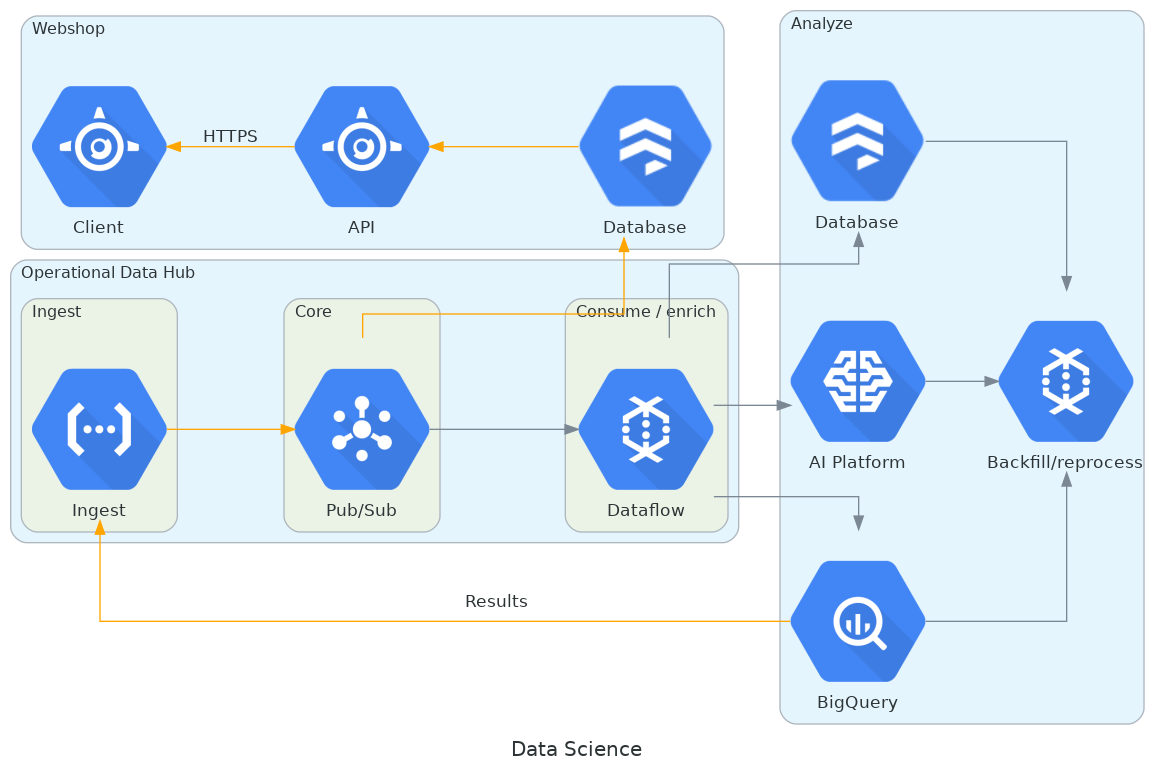 Webshop
HTTPS
Client
API
Database
Operational Data Hub
Ingest
Ingest
Core
Pub/Sub
Consume / enrich
Dataflow
Analyze
Database
AI Platform
Backfill/reprocess
BigQuery
Results
Data Science